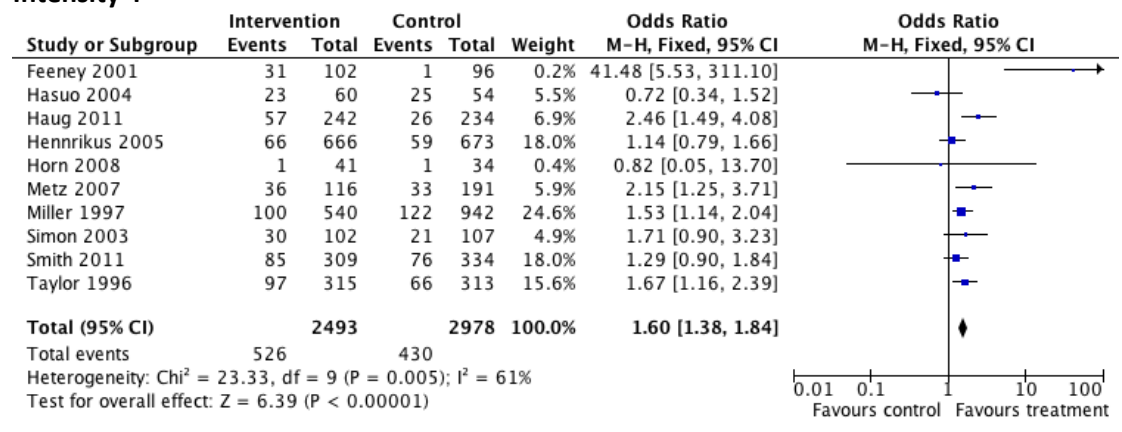 Intervention Control Odds Ratio Odds Ratio
Study or Subgroup Events Total Events Total Weight M-H, Fixed, 95% CI M-H, Fixed, 95% CI
Feeney 2001 31 102 1 96 0.2% 41.48 [5.53, 311.10]
Hasuo 2004 23 60 25 54 5.5% 0.72 [0.34, 1.52]
Haug 2011 57 242 26 234 6.9% 2.46 [1.49, 4.08]
Hennrikus 2005 66 666 59 673 18.0% 1.14 [0.79, 1.66]
Horn 2008 1 41 1 34 0.4% 0.82 [0.05, 13.70]
Metz 2007 36 116 33 191 5.9% 2.15 [1.25, 3.71]
Miller 1997 100 540 122 942 24.6% 1.53 [1.14, 2.04]
Simon 2003 30 102 21 107 4.9% 1.71 [0.90, 3.23]
Smith 2011 85 309 76 334 18.0% 1.29 [0.90, 1.84]
Taylor 1996 97 315 66 313 15.6% 1.67 [1.16, 2.39]
Total (95% CI) 2493 2978 100.0% 1.60 [1.38, 1.84]
Total events 526 430
Heterogeneity: Chi² = 23.33, df = 9 (P = 0.005); I² = 61%
Test for overall effect: Z = 6.39 (P < 0.00001)
0.01 0.1 1 10 100
Favours control Favours treatment